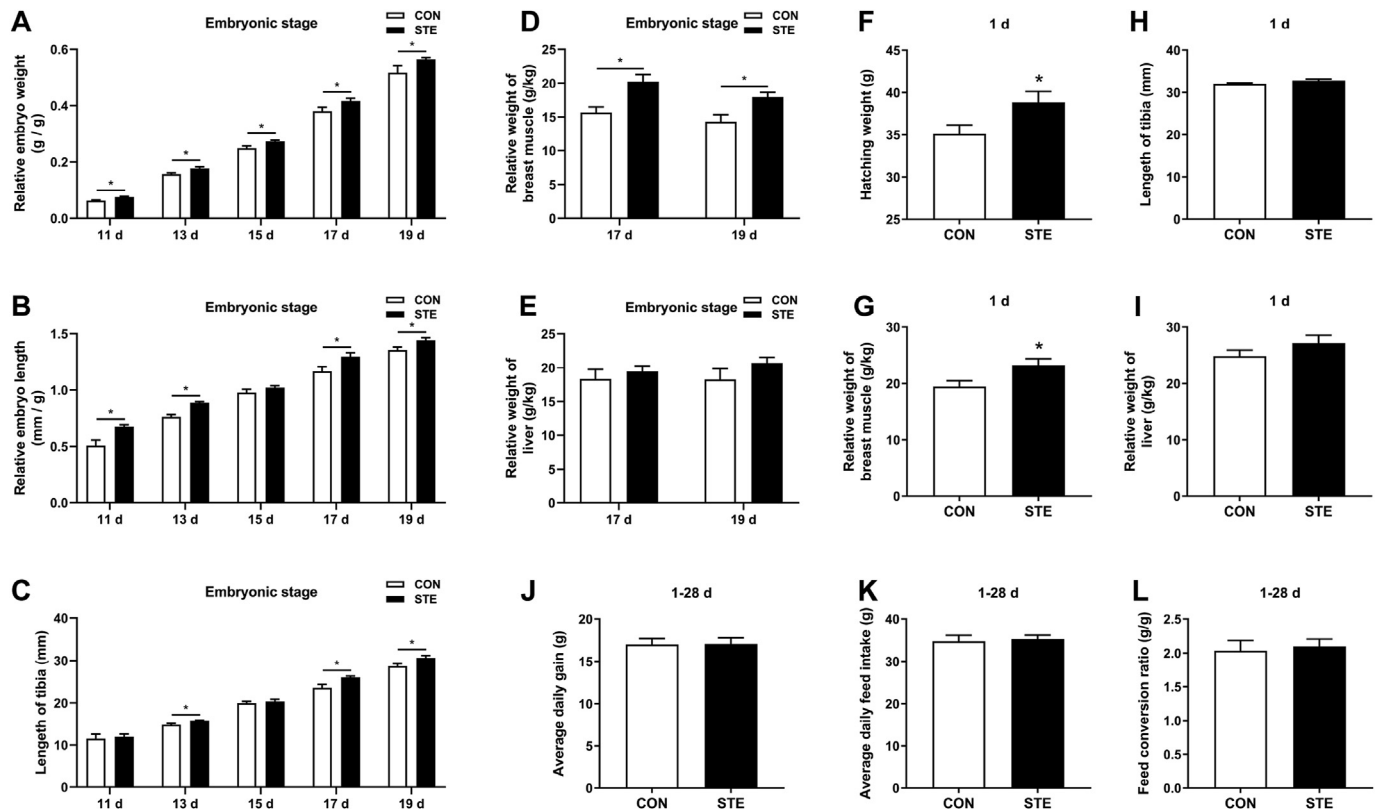 A
Embryonic stage
CON
STE
Relative embryo weight
(g / g)
0.6
0.4
0.2
0.0
*
*
*
*
*
11 d 13 d 15 d 17 d 19 d
D
Embryonic stage
CON
STE
Relative weight of
breast muscle (g/kg)
25
20
15
10
5
0
*
*
17 d 19 d
F
1 d
Hatching weight (g)
45
40
35
30
25
*
CON STE
H
1 d
Lengeth of tibia (mm)
40
30
20
10
0
CON STE
B
Embryonic stage
CON
STE
Relative embryo length
(mm / g)
1.5
1.0
0.5
0.0
*
*
*
*
11 d 13 d 15 d 17 d 19 d
E
Embryonic stage
CON
STE
Relative weight of
liver (g/kg)
25
20
15
10
5
0
17 d 19 d
G
1 d
Relative weight of
breast muscle (g/kg)
30
20
10
0
*
CON STE
I
1 d
Relative weight of
liver (g/kg)
30
20
10
0
CON STE
C
Embryonic stage
CON
STE
Lengeth of tibia (mm)
40
30
20
10
0
*
*
*
11 d 13 d 15 d 17 d 19 d
J
1-28 d
Average daily gain (g)
20
15
10
5
0
CON STE
K
1-28 d
Average daily feed intake (g)
40
30
20
10
0
CON STE
L
1-28 d
Feed conversion ratio (g/g)
2.5
2.0
1.5
1.0
0.5
0.0
CON STE